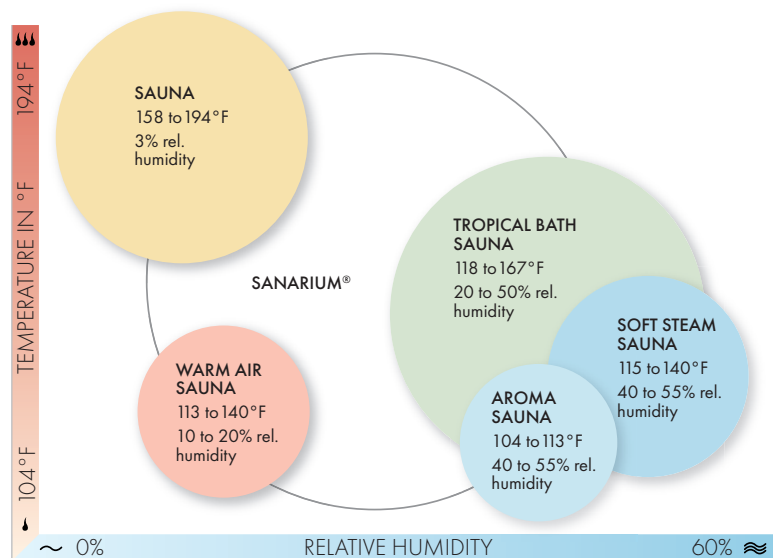 194°F
TEMPERATURE IN °F
104°F
SAUNA
158 to 194°F
3% rel.
humidity
SANARIUM®
TROPICAL BATH
SAUNA
118 to 167°F
20 to 50% rel.
humidity
SOFT STEAM
SAUNA
115 to 140°F
40 to 55% rel.
humidity
WARM AIR
SAUNA
113 to 140°F
10 to 20% rel.
humidity
AROMA
SAUNA
104 to 113°F
40 to 55% rel.
humidity
0%
RELATIVE HUMIDITY
60%